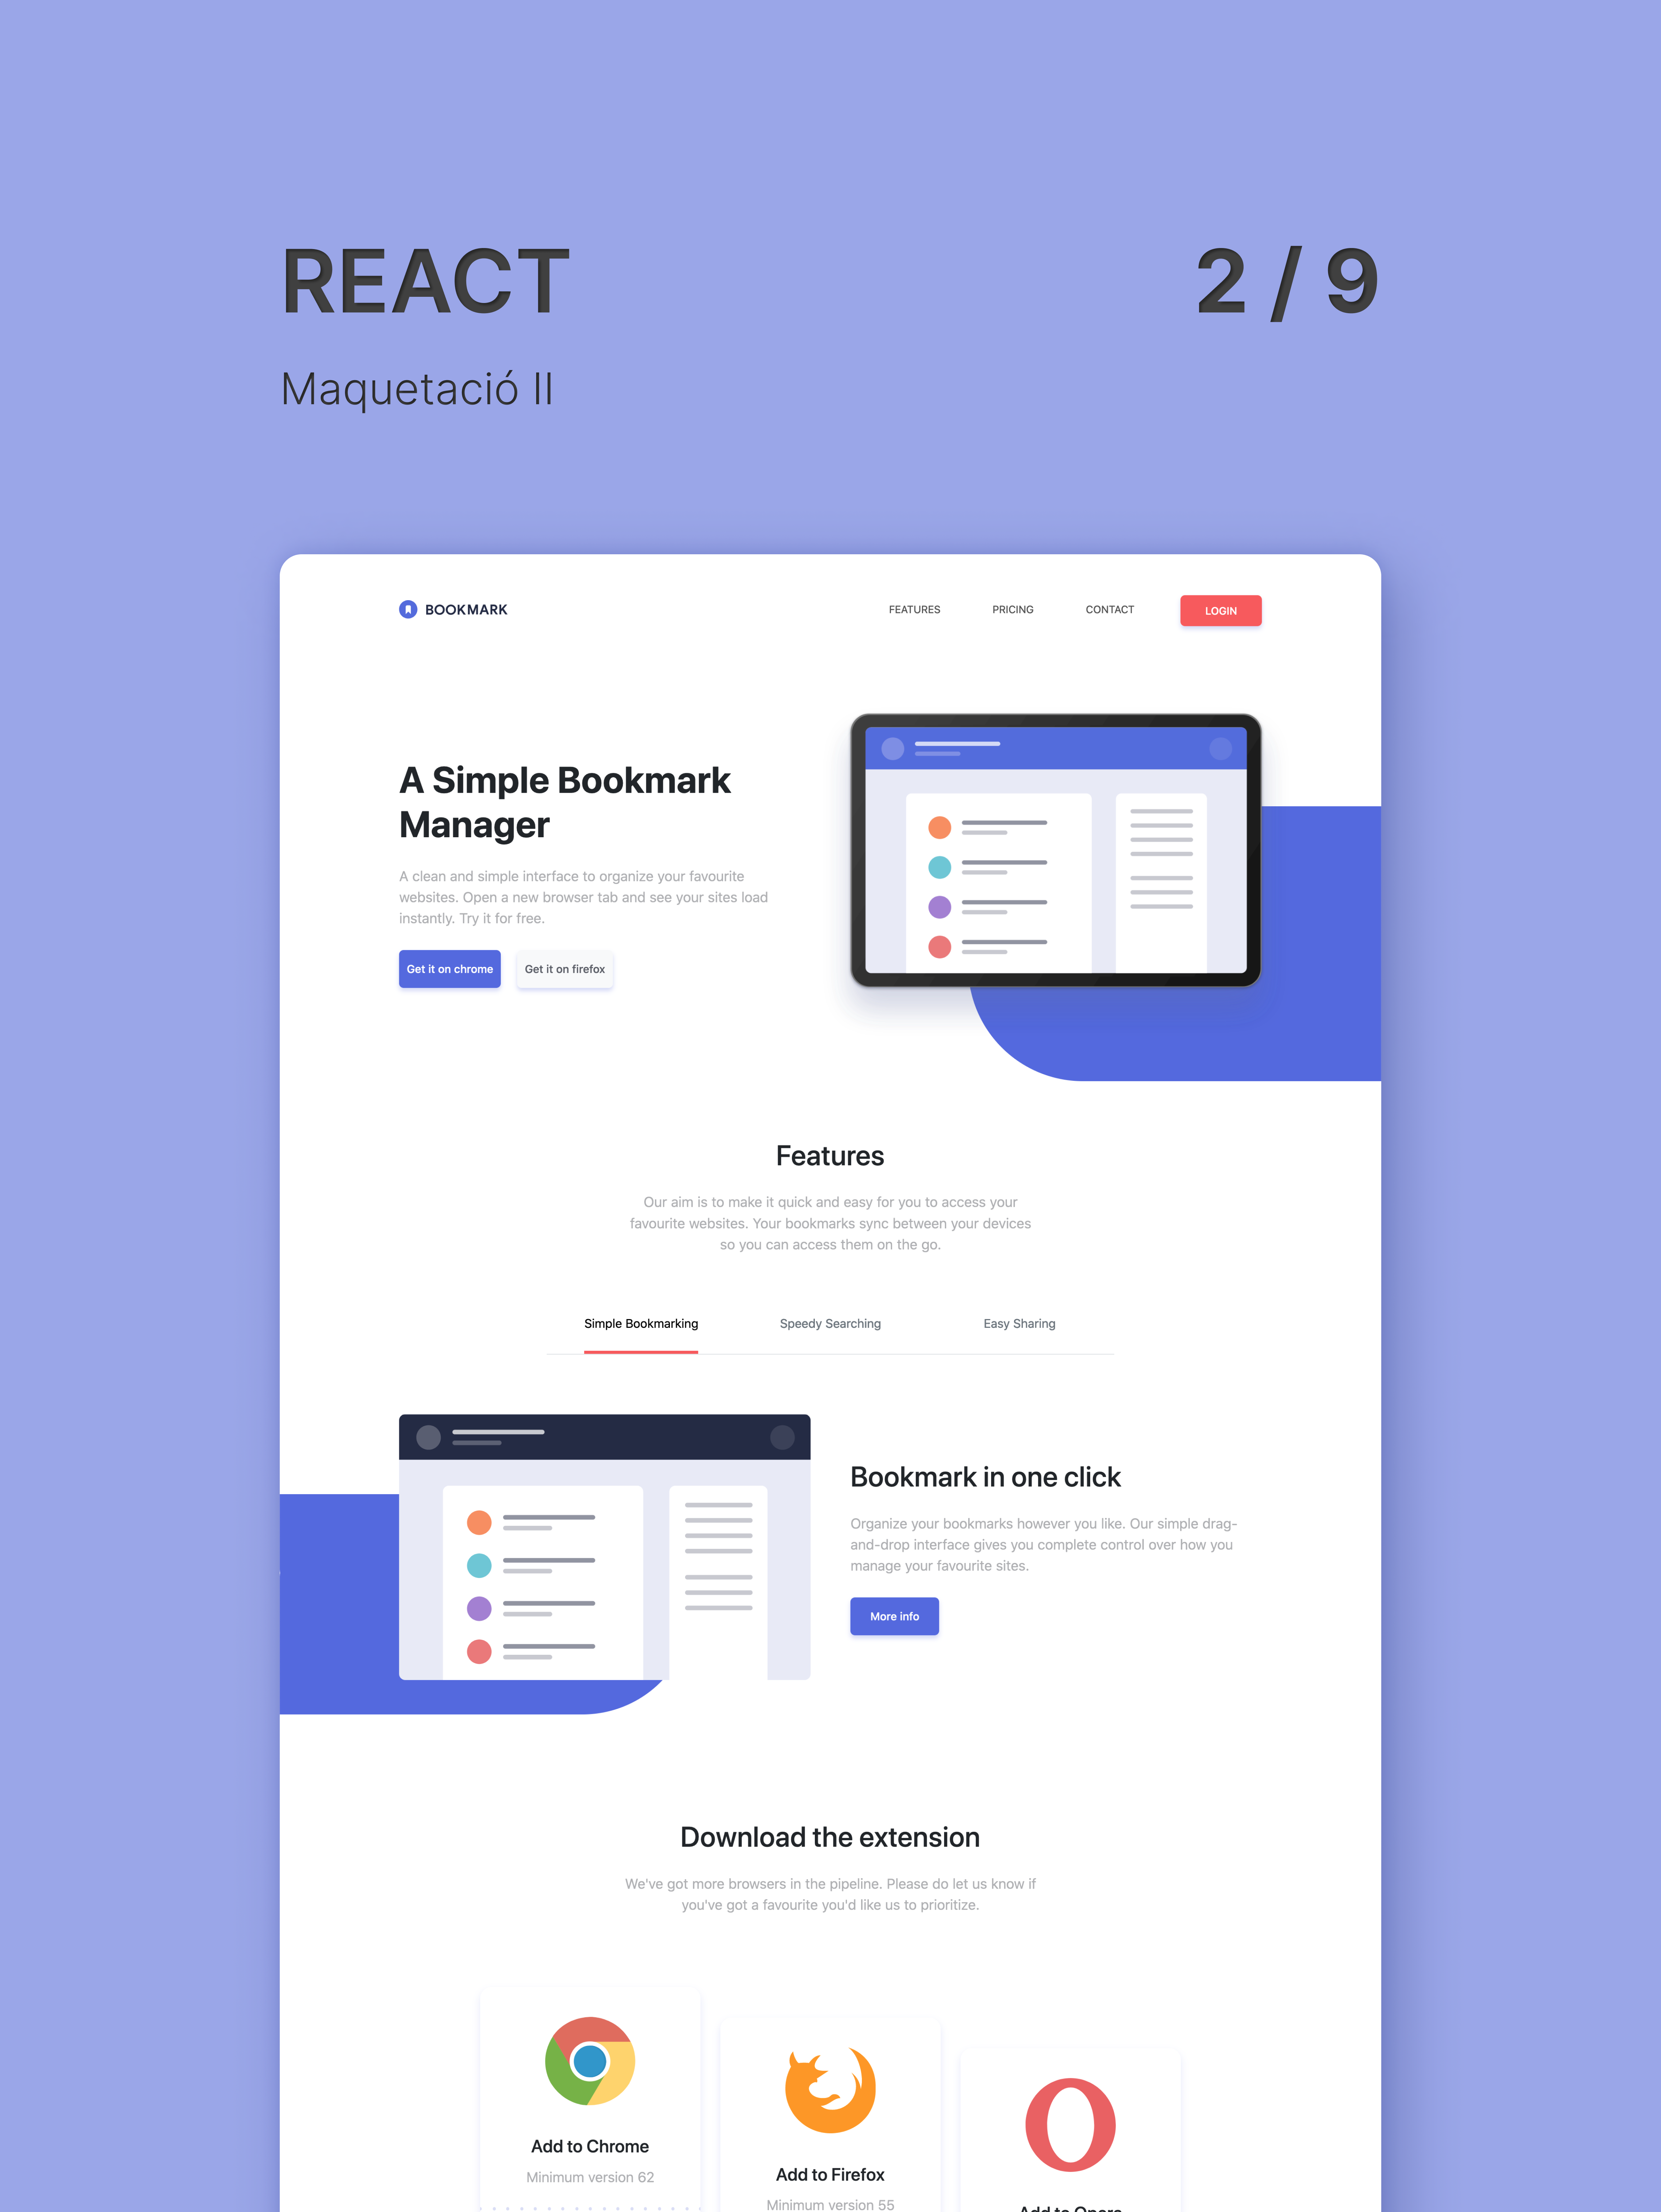 REACT
2 / 9
Maquetació II
BOOKMARK
FEATURES
PRICING
CONTACT
LOGIN
A Simple Bookmark
Manager
A clean and simple interface to organize your favourite
websites. Open a new browser tab and see your sites load
instantly. Try it for free.
Get it on chrome
Get it on firefox
Features
Our aim is to make it quick and easy for you to access your
favourite websites. Your bookmarks sync between your devices
so you can access them on the go.
Simple Bookmarking
Speedy Searching
Easy Sharing
Bookmark in one click
Organize your bookmarks however you like. Our simple drag-
and-drop interface gives you complete control over how you
manage your favourite sites.
More info
Download the extension
We've got more browsers in the pipeline. Please do let us know if
you've got a favourite you'd like us to prioritize.
Add to Chrome
Minimum version 62
Add to Firefox
Minimum version 55
Add to Opera